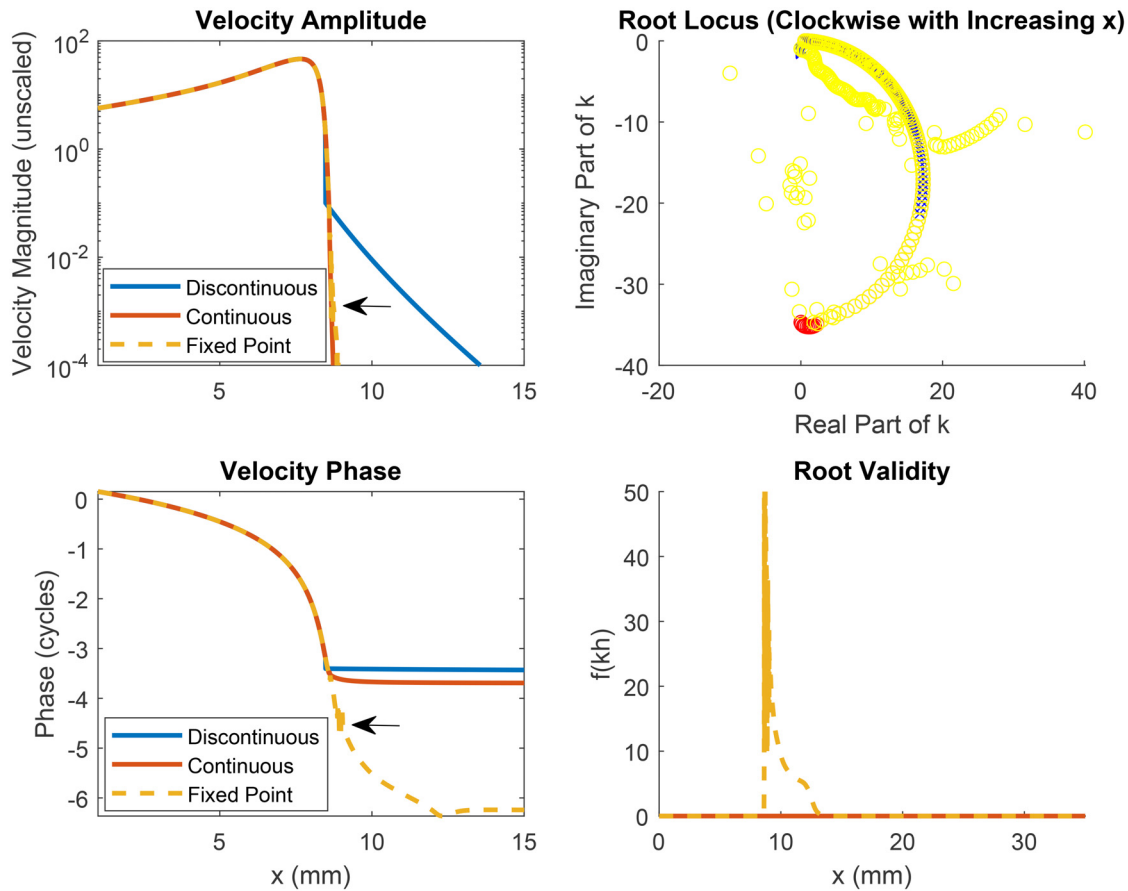 Velocity Amplitude
Velocity Magnitude (unscaled)
10^2
10^0
10^-2
10^-4
5
10
15
Discontinuous
Continuous
Fixed Point
Root Locus (Clockwise with Increasing x)
Imaginary Part of k
0
-10
-20
-30
-40
-20
0
20
40
Real Part of k
Velocity Phase
Phase (cycles)
0
-1
-2
-3
-4
-5
-6
5
10
15
x (mm)
Discontinuous
Continuous
Fixed Point
Root Validity
f(kh)
50
40
30
20
10
0
0
10
20
30
x (mm)